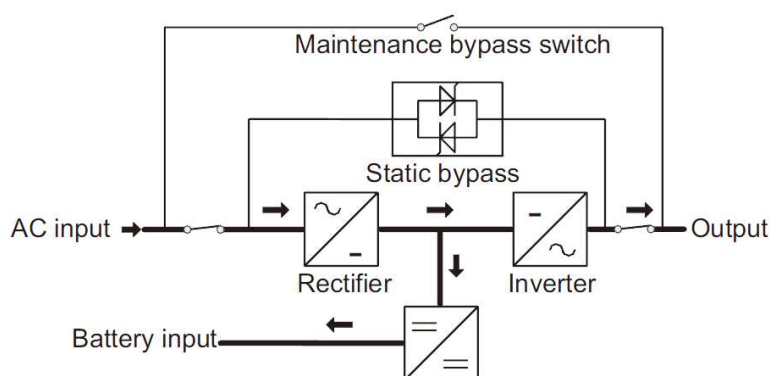 Maintenance bypass switch
Static bypass
AC input
Output
Rectifier
Inverter
Battery input